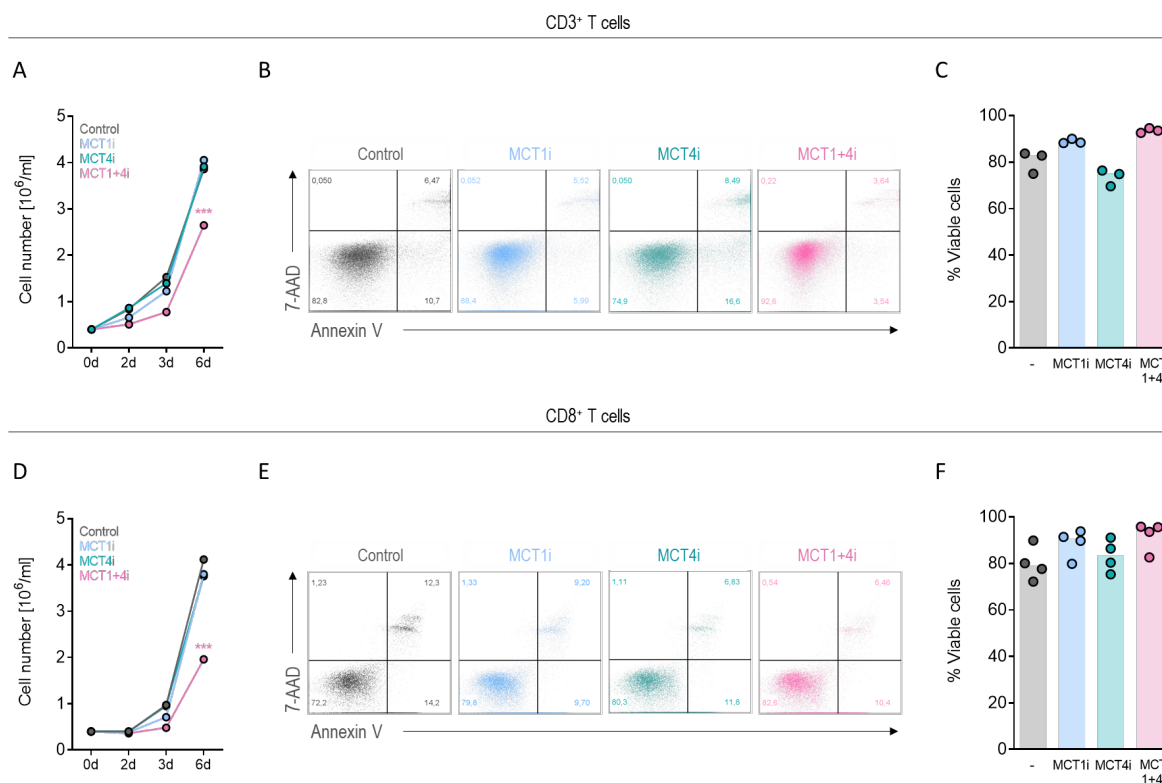 CD3⁺ T cells
A
B
C
Cell number [10⁶/ml]
5
4
3
2
1
0
Control
MCT1i
MCT4i
MCT1+4i
***
0d 2d 3d 6d
Control MCT1i MCT4i MCT1+4i
0,050 6,47 0,052 5,52 0,050 8,49 0,22 3,64
82,8 10,7 88,4 5,99 74,9 16,6 92,6 3,54
7-AAD
Annexin V
% Viable cells
100
80
60
40
20
0
- MCT1i MCT4i MCT
1+4
CD8⁺ T cells
D
E
F
Cell number [10⁶/ml]
5
4
3
2
1
0
Control
MCT1i
MCT4i
MCT1+4i
***
0d 2d 3d 6d
Control MCT1i MCT4i MCT1+4i
1,23 12,3 1,33 9,20 1,11 6,83 0,54 6,46
72,2 14,2 79,8 9,70 80,3 11,8 82,6 10,4
7-AAD
Annexin V
% Viable cells
100
80
60
40
20
0
- MCT1i MCT4i MCT
1+4